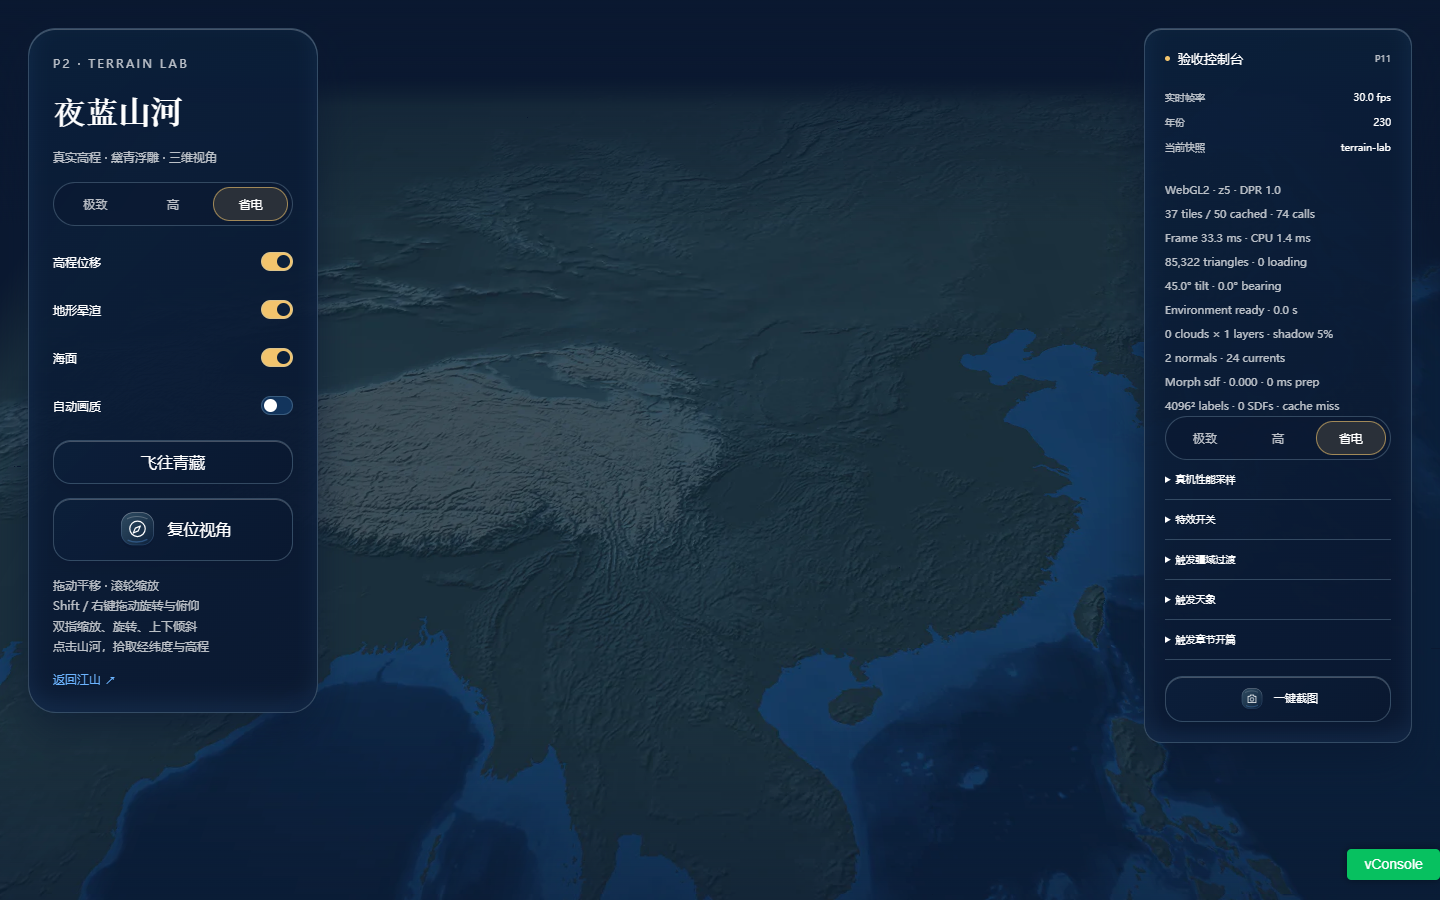 P2 · TERRAIN LAB
夜蓝山河
真实高程 · 黛青浮雕 · 三维视角
极致 高 省电
高程位移
地形晕渲
海面
自动画质
飞往青藏
复位视角
拖动平移 · 滚轮缩放
Shift / 右键拖动旋转与俯仰
双指缩放、旋转、上下倾斜
点击山河，拾取经纬度与高程
返回江山 ↗
验收控制台 P11
实时帧率 30.0 fps
年份 230
当前快照 terrain-lab
WebGL2 · z5 · DPR 1.0
37 tiles / 50 cached · 74 calls
Frame 33.3 ms · CPU 1.4 ms
85,322 triangles · 0 loading
45.0° tilt · 0.0° bearing
Environment ready · 0.0 s
0 clouds × 1 layers · shadow 5%
2 normals · 24 currents
Morph sdf · 0.000 · 0 ms prep
4096² labels · 0 SDFs · cache miss
极致 高 省电
真机性能采样
特效开关
触发疆域过渡
触发天象
触发章节开篇
一键截图
vConsole